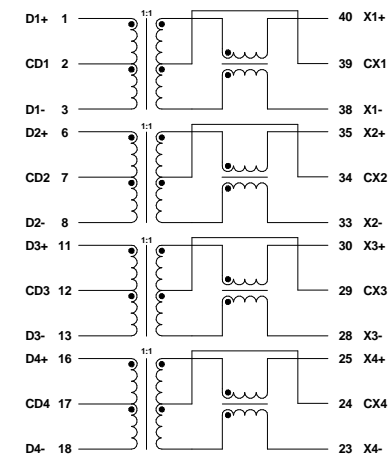 D1+ 1 1:1 40 X1+
CD1 2 39 CX1
D1- 3 38 X1-
D2+ 6 1:1 35 X2+
CD2 7 34 CX2
D2- 8 33 X2-
D3+ 11 1:1 30 X3+
CD3 12 29 CX3
D3- 13 28 X3-
D4+ 16 1:1 25 X4+
CD4 17 24 CX4
D4- 18 23 X4-